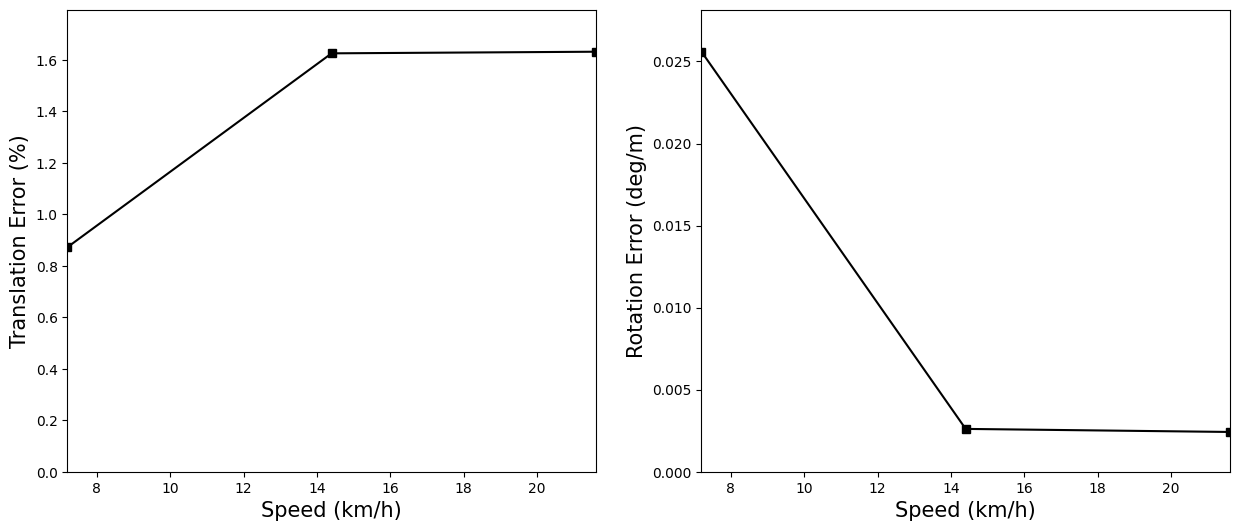 1.6
1.4
1.2
1.0
0.8
0.6
0.4
0.2
0.0
Translation Error (%)
8 10 12 14 16 18 20
Speed (km/h)
0.025
0.020
0.015
0.010
0.005
0.000
Rotation Error (deg/m)
8 10 12 14 16 18 20
Speed (km/h)